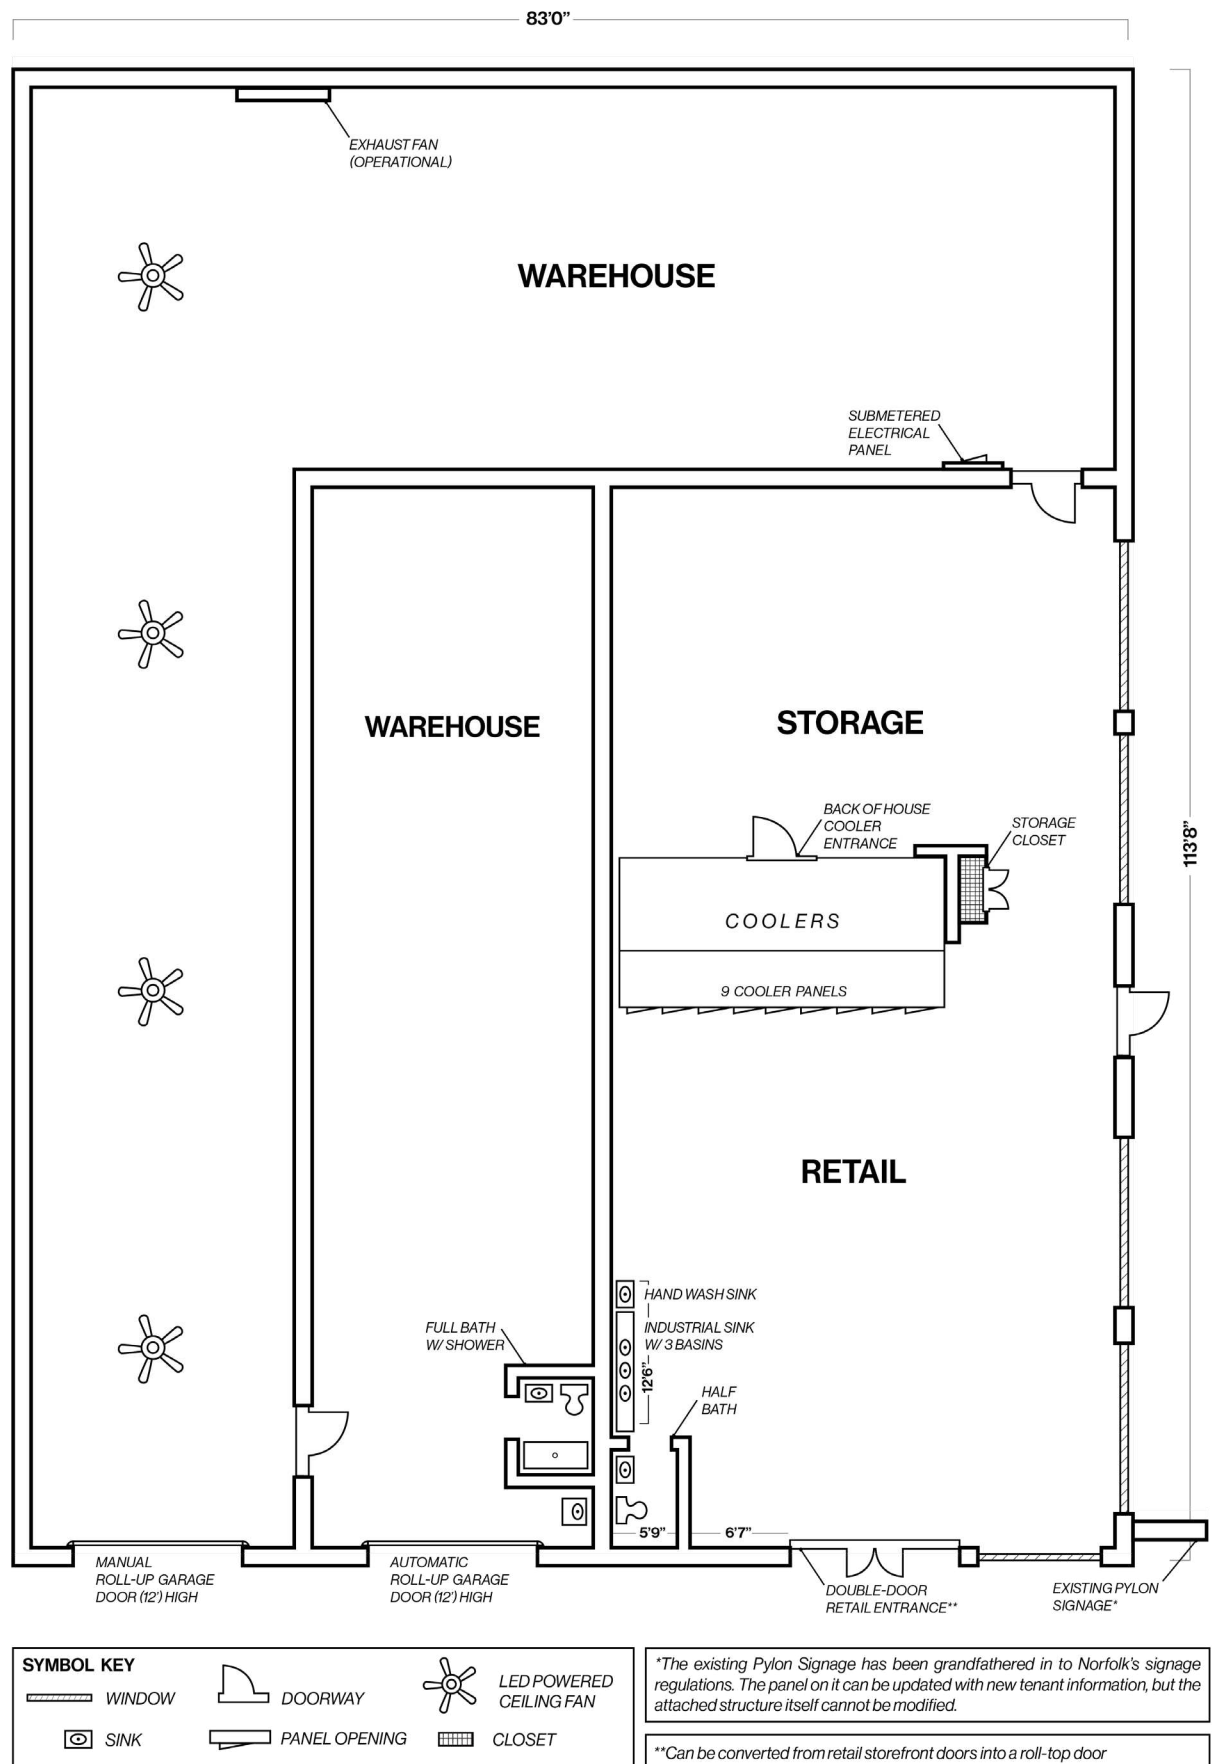 83'0"
EXHAUST FAN
(OPERATIONAL)
WAREHOUSE
SUBMETERED
ELECTRICAL
PANEL
WAREHOUSE
STORAGE
BACK OF HOUSE
COOLER
ENTRANCE
STORAGE
CLOSET
113'8"
COOLERS
9 COOLER PANELS
RETAIL
HAND WASH SINK
INDUSTRIAL SINK
W/ 3 BASINS
12'6"
FULL BATH
W/ SHOWER
HALF
BATH
5'9"
6'7"
MANUAL
ROLL-UP GARAGE
DOOR (12') HIGH
AUTOMATIC
ROLL-UP GARAGE
DOOR (12') HIGH
DOUBLE-DOOR
RETAIL ENTRANCE**
EXISTING PYLON
SIGNAGE*
SYMBOL KEY
WINDOW
DOORWAY
LED POWERED
CEILING FAN
SINK
PANEL OPENING
CLOSET
*The existing Pylon Signage has been grandfathered in to Norfolk's signage
regulations. The panel on it can be updated with new tenant information, but the
attached structure itself cannot be modified.
**Can be converted from retail storefront doors into a roll-top door